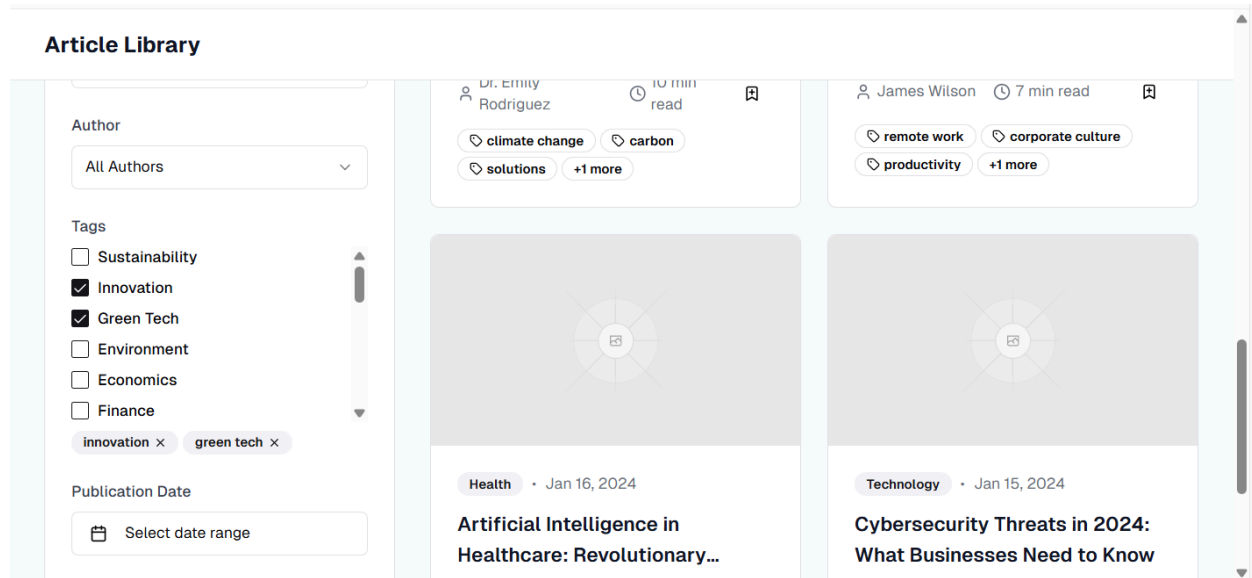 Article Library
Author
All Authors
Tags
Sustainability
Innovation
Green Tech
Environment
Economics
Finance
innovation ×
green tech ×
Publication Date
Select date range
Dr. Emily
Rodriguez
10 min
read
climate change
carbon
solutions
+1 more
James Wilson
7 min read
remote work
corporate culture
productivity
+1 more
Health • Jan 16, 2024
Artificial Intelligence in
Healthcare: Revolutionary...
Technology • Jan 15, 2024
Cybersecurity Threats in 2024:
What Businesses Need to Know